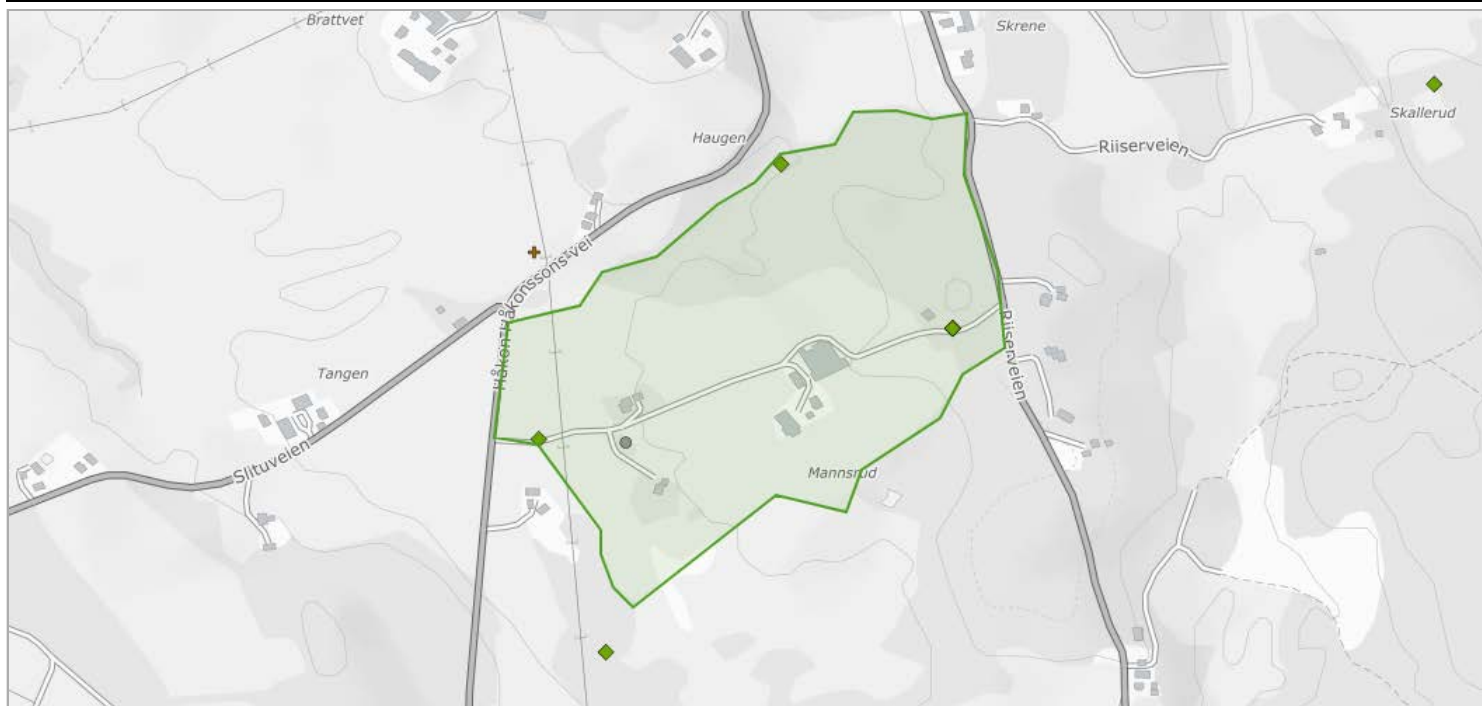 Brattvet
Skrene
Skallerud
Haugen
Riiserveien
Håkon Håkonssons vei
Riiserveien
Tangen
Slituveien
Mannsrud